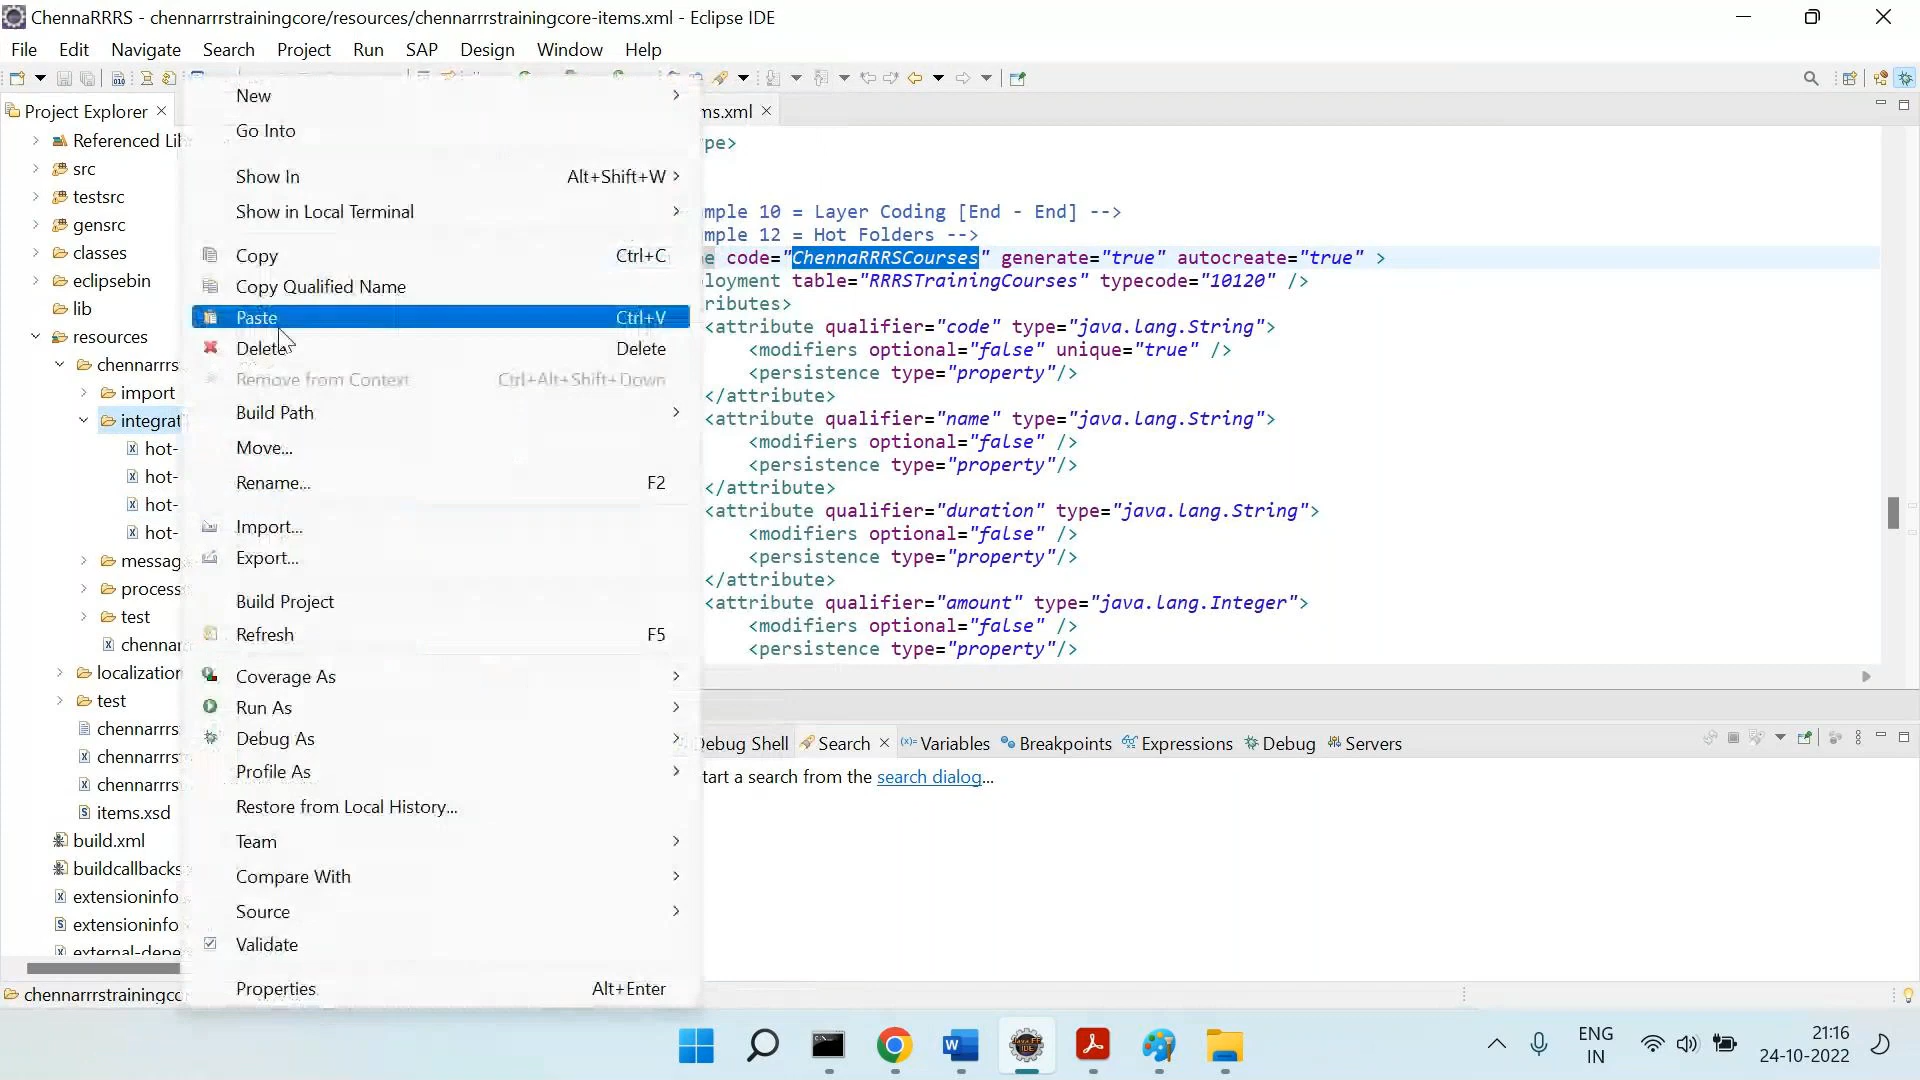 ChennaRRRS - chennarrrstrainingcore/resources/chennarrrstrainingcore-items.xml - Eclipse IDE
File Edit Navigate Search Project Run SAP Design Window Help
Project Explorer
ms.xml
Referenced Lib
src
testsrc
gensrc
classes
eclipsebin
lib
resources
chennarrrs
import
integrat
hot-
hot-
hot-
hot-
messag
process
test
chennar
localization
test
chennarrrs
chennarrrs
chennarrrs
items.xsd
build.xml
buildcallbacks
extensioninfo
extensioninfo
external-depe
chennarrrstrainingco
New
Go Into
Show In Alt+Shift+W
Show in Local Terminal
Copy Ctrl+C
Copy Qualified Name
Paste Ctrl+V
Delete Delete
Remove from Context Ctrl+Alt+Shift+Down
Build Path
Move...
Rename... F2
Import...
Export...
Build Project
Refresh F5
Coverage As
Run As
Debug As
Profile As
Restore from Local History...
Team
Compare With
Source
Validate
Properties Alt+Enter
pe>
mple 10 = Layer Coding [End - End] -->
mple 12 = Hot Folders -->
e code="ChennaRRRSCourses" generate="true" autocreate="true" >
loyment table="RRRSTrainingCourses" typecode="10120" />
ributes>
<attribute qualifier="code" type="java.lang.String">
<modifiers optional="false" unique="true" />
<persistence type="property"/>
</attribute>
<attribute qualifier="name" type="java.lang.String">
<modifiers optional="false" />
<persistence type="property"/>
</attribute>
<attribute qualifier="duration" type="java.lang.String">
<modifiers optional="false" />
<persistence type="property"/>
</attribute>
<attribute qualifier="amount" type="java.lang.Integer">
<modifiers optional="false" />
<persistence type="property"/>
Debug Shell Search Variables Breakpoints Expressions Debug Servers
tart a search from the search dialog...
ENG
IN
21:16
24-10-2022